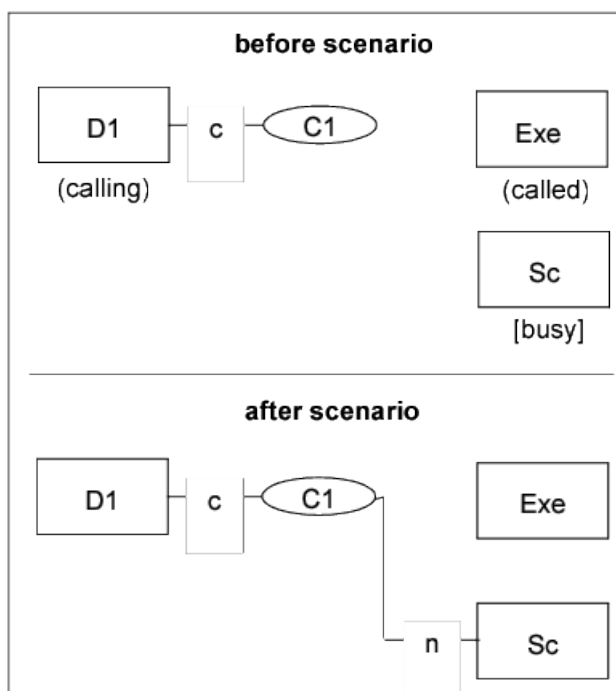 before scenario
D1 c C1 Exe
(calling) (called)
Sc
[busy]
after scenario
D1 c C1 Exe
n Sc